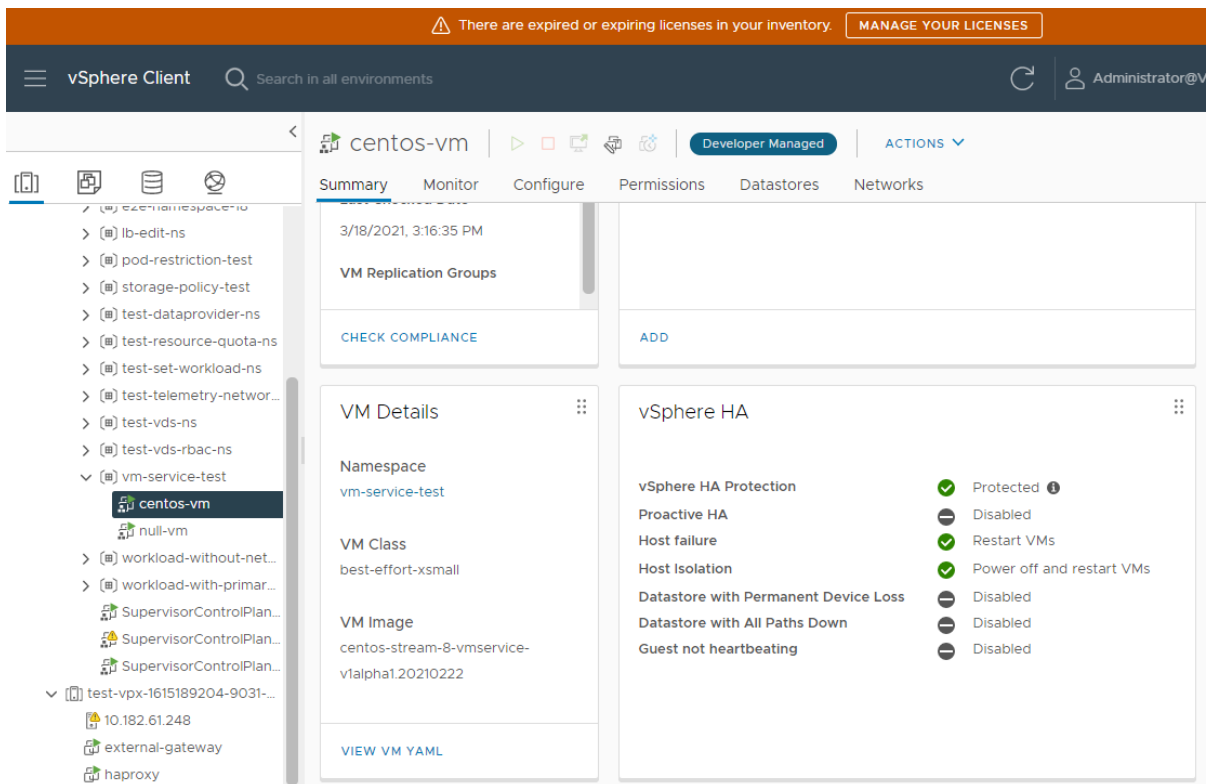 There are expired or expiring licenses in your inventory. MANAGE YOUR LICENSES
vSphere Client Search in all environments Administrator@V
centos-vm Developer Managed ACTIONS
Summary Monitor Configure Permissions Datastores Networks
e2e-namespace-18
lb-edit-ns
pod-restriction-test
storage-policy-test
test-dataprovider-ns
test-resource-quota-ns
test-set-workload-ns
test-telemetry-networ...
test-vds-ns
test-vds-rbac-ns
vm-service-test
centos-vm
null-vm
workload-without-net...
workload-with-primar...
SupervisorControlPlan...
SupervisorControlPlan...
SupervisorControlPlan...
test-vpx-1615189204-9031-...
10.182.61.248
external-gateway
haproxy
Last Checked Date
3/18/2021, 3:16:35 PM
VM Replication Groups
CHECK COMPLIANCE
ADD
VM Details
Namespace
vm-service-test
VM Class
best-effort-xsmall
VM Image
centos-stream-8-vmservice-
v1alpha1.20210222
VIEW VM YAML
vSphere HA
vSphere HA Protection Protected
Proactive HA Disabled
Host failure Restart VMs
Host Isolation Power off and restart VMs
Datastore with Permanent Device Loss Disabled
Datastore with All Paths Down Disabled
Guest not heartbeating Disabled